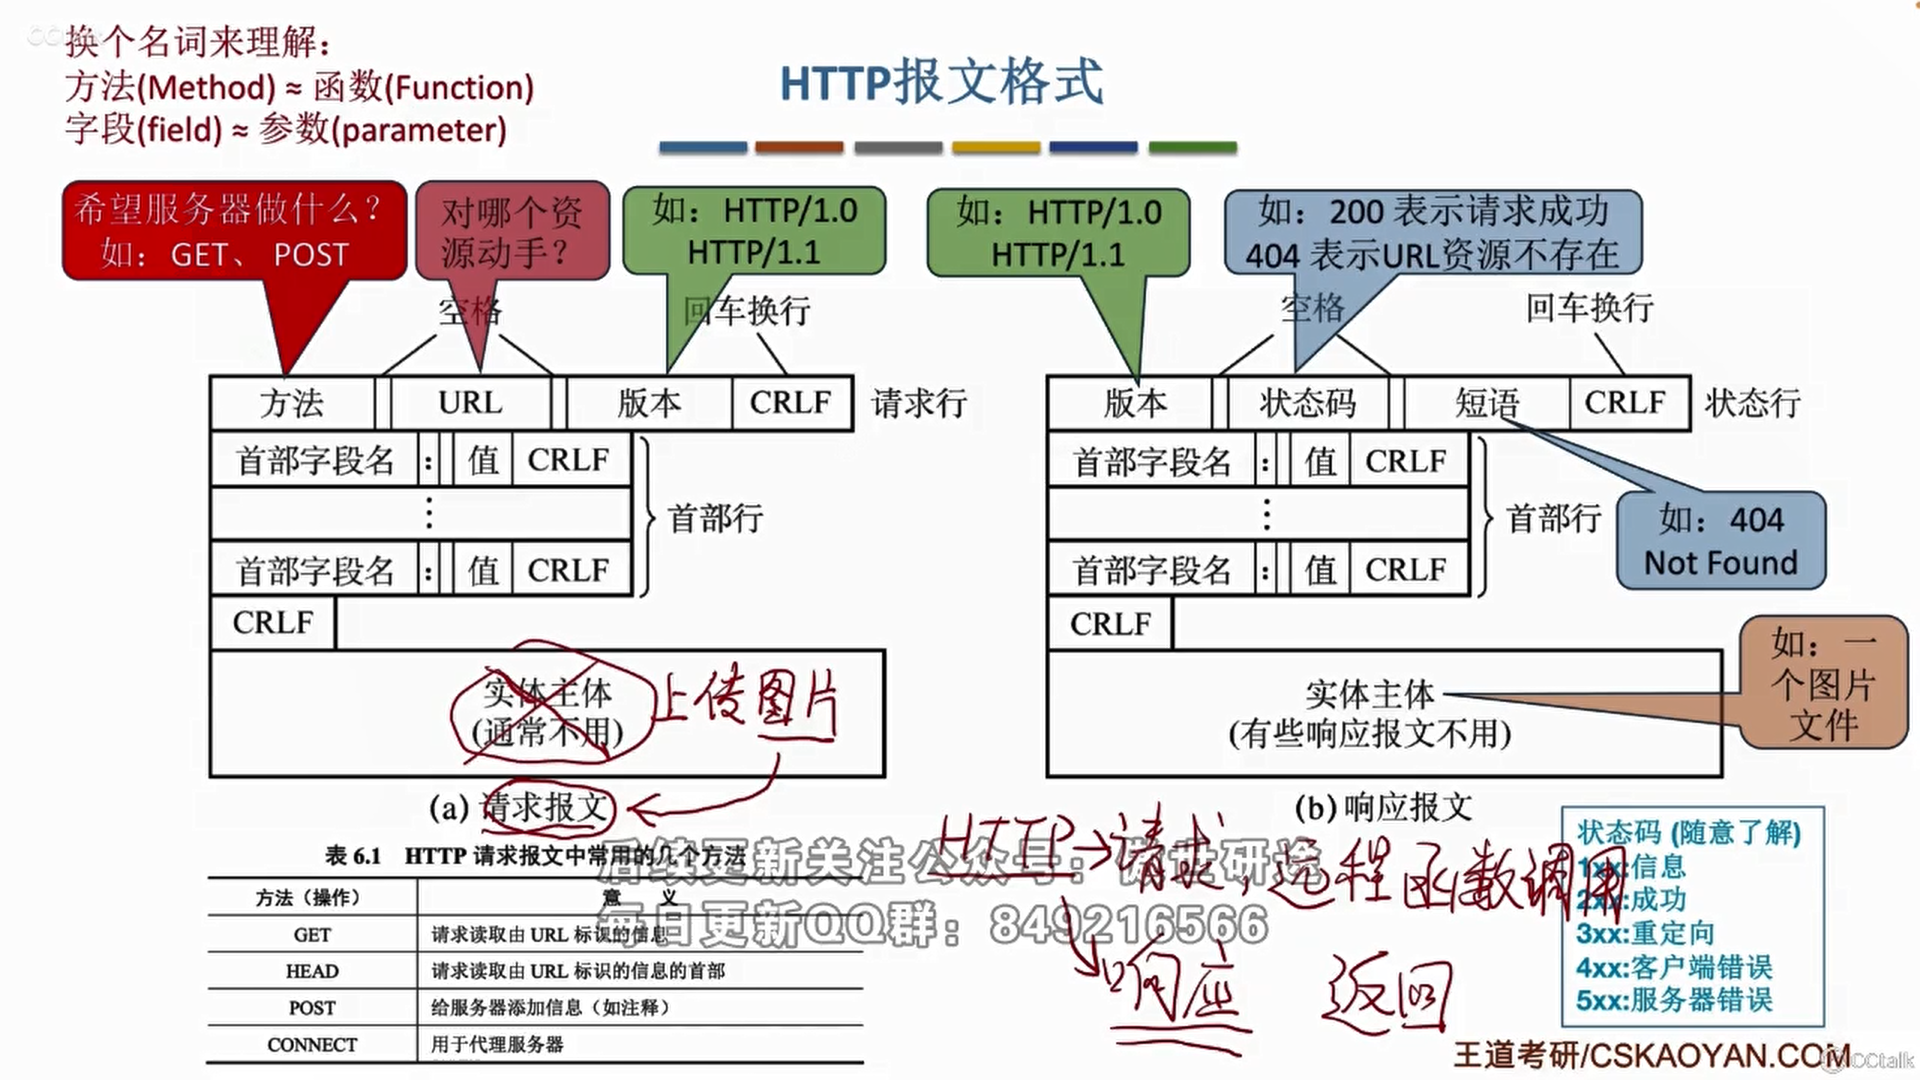 换个名词来理解：
方法(Method) ≈ 函数(Function)
字段(field) ≈ 参数(parameter)
HTTP报文格式
希望服务器做什么？
如：GET、 POST
对哪个资
源动手？
如：HTTP/1.0
HTTP/1.1
如：HTTP/1.0
HTTP/1.1
如：200 表示请求成功
404 表示URL资源不存在
空格
回车换行
空格
回车换行
方法 URL 版本 CRLF 请求行
首部字段名 : 值 CRLF
⋮
首部行
首部字段名 : 值 CRLF
CRLF
实体主体
(通常不用)
上传图片
(a) 请求报文
版本 状态码 短语 CRLF 状态行
首部字段名 : 值 CRLF
⋮
首部行
首部字段名 : 值 CRLF
CRLF
如：404
Not Found
实体主体
(有些响应报文不用)
如：一
个图片
文件
(b) 响应报文
表 6.1 HTTP 请求报文中常用的几个方法
方法（操作） 意 义
GET 请求读取由 URL 标识的信息
HEAD 请求读取由 URL 标识的信息的首部
POST 给服务器添加信息（如注释）
CONNECT 用于代理服务器
HTTP→请求，远程函数调用
响应 返回
后续更新关注公众号：
每日更新QQ群：849216566
状态码 (随意了解)
1xx:信息
2xx:成功
3xx:重定向
4xx:客户端错误
5xx:服务器错误
王道考研/CSKAOYAN.COM
CCtalk